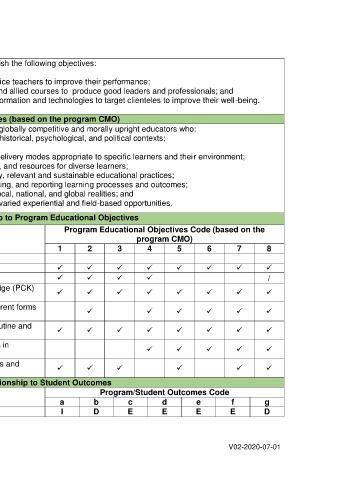 ish the following objectives:
ice teachers to improve their performance;
nd allied courses to produce good leaders and professionals; and
ormation and technologies to target clienteles to improve their well-being.
es (based on the program CMO)
globally competitive and morally upright educators who:
historical, psychological, and political contexts;
elivery modes appropriate to specific learners and their environment;
, and resources for diverse learners;
y, relevant and sustainable educational practices;
ing, and reporting learning processes and outcomes;
ocal, national, and global realities; and
varied experiential and field-based opportunities.
p to Program Educational Objectives
Program Educational Objectives Code (based on the
program CMO)
1 2 3 4 5 6 7 8
✓ ✓ ✓ ✓ ✓ ✓ ✓ ✓
✓ ✓ ✓ ✓ /
dge (PCK) ✓ ✓ ✓ ✓ ✓ ✓ ✓ ✓
erent forms ✓ ✓ ✓ ✓ ✓ ✓
utine and ✓ ✓ ✓ ✓ ✓ ✓ ✓ ✓
s in ✓ ✓ ✓ ✓ ✓
s and ✓ ✓ ✓ ✓ ✓ ✓
ionship to Student Outcomes
Program/Student Outcomes Code
a b c d e f g
I D E E E E D
V02-2020-07-01